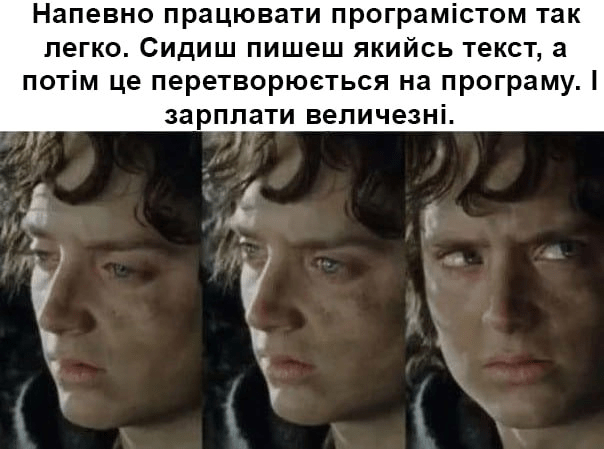 Напевно працювати програмістом так
легко. Сидиш пишеш якийсь текст, а
потім це перетворюється на програму. І
зарплати величезні.